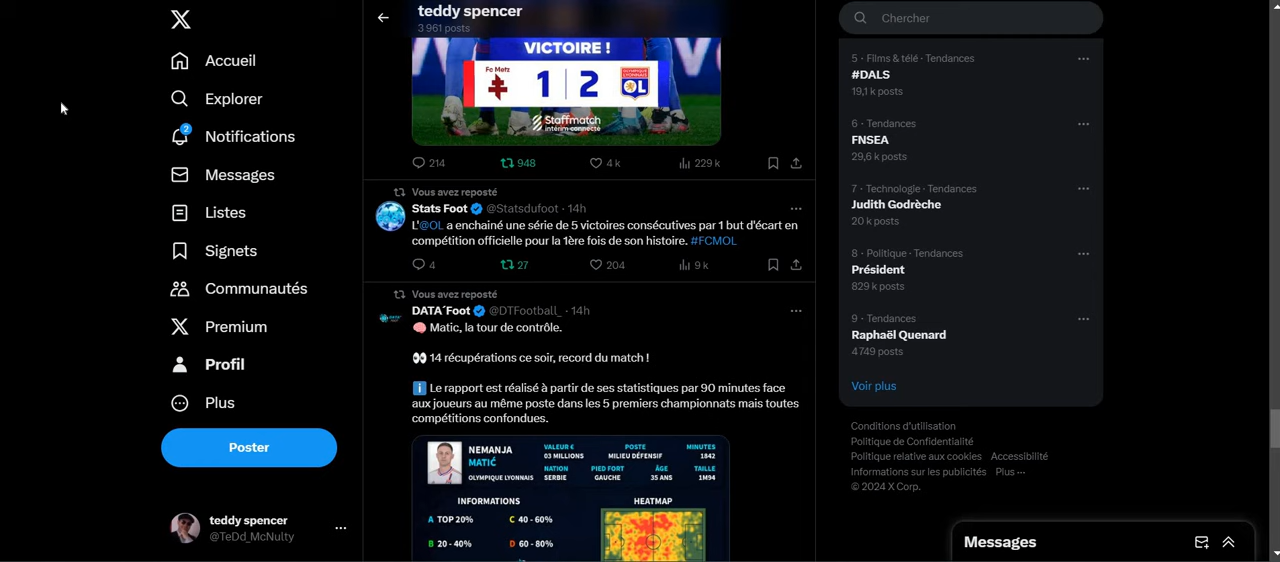 Accueil
Explorer
2
Notifications
Messages
Listes
Signets
Communautés
Premium
Profil
Plus
Poster
teddy spencer
@TeDd_McNulty
teddy spencer
3 961 posts
VICTOIRE !
Fc Metz
1 2
OLYMPIQUE LYONNAIS
OL
Staffmatch
intérim connecté
214 948 4 k 229 k
Vous avez reposté
Stats Foot @Statsdufoot · 14h
L'@OL a enchainé une série de 5 victoires consécutives par 1 but d'écart en
compétition officielle pour la 1ère fois de son histoire. #FCMOL
4 27 204 9 k
Vous avez reposté
DATA´Foot @DTFootball_ · 14h
🧠 Matic, la tour de contrôle.
👀 14 récupérations ce soir, record du match !
ℹ️ Le rapport est réalisé à partir de ses statistiques par 90 minutes face
aux joueurs au même poste dans les 5 premiers championnats mais toutes
compétitions confondues.
NEMANJA
MATIĆ
OLYMPIQUE LYONNAIS
VALEUR € POSTE MINUTES
03 MILLIONS MILIEU DÉFENSIF 1842
NATION PIED FORT ÂGE TAILLE
SERBIE GAUCHE 35 ANS 1M94
INFORMATIONS HEATMAP
A TOP 20% C 40 - 60%
B 20 - 40% D 60 - 80%
Chercher
5 · Films & télé · Tendances
#DALS
19,1 k posts
6 · Tendances
FNSEA
29,6 k posts
7 · Technologie · Tendances
Judith Godrèche
20 k posts
8 · Politique · Tendances
Président
829 k posts
9 · Tendances
Raphaël Quenard
4 749 posts
Voir plus
Conditions d'utilisation
Politique de Confidentialité
Politique relative aux cookies Accessibilité
Informations sur les publicités Plus ···
© 2024 X Corp.
Messages